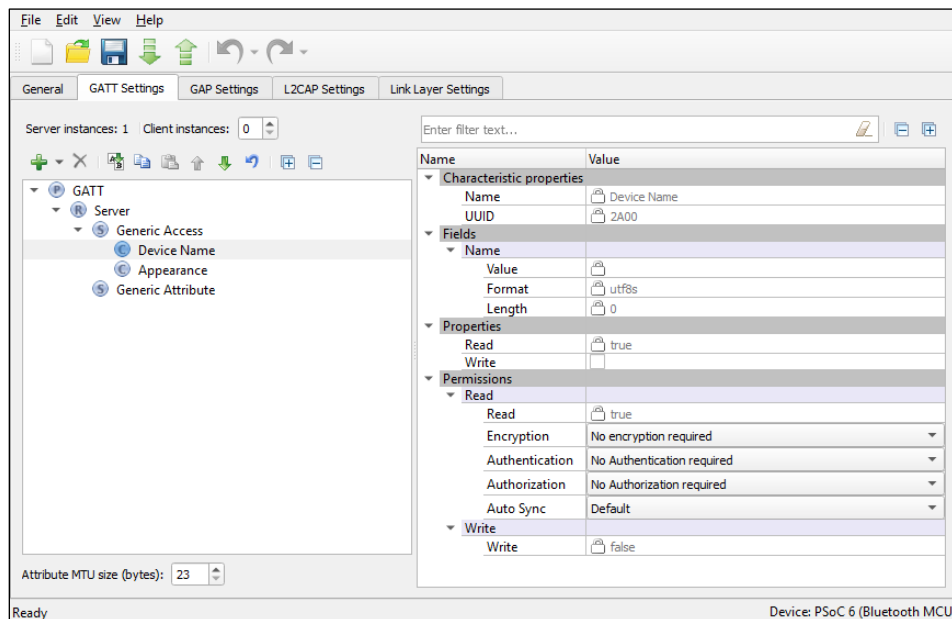 File Edit View Help
General GATT Settings GAP Settings L2CAP Settings Link Layer Settings
Server instances: 1 Client instances: 0
P GATT
R Server
S Generic Access
C Device Name
C Appearance
S Generic Attribute
Attribute MTU size (bytes): 23
Enter filter text...
Name Value
Characteristic properties
Name Device Name
UUID 2A00
Fields
Name
Value
Format utf8s
Length 0
Properties
Read true
Write
Permissions
Read
Read true
Encryption No encryption required
Authentication No Authentication required
Authorization No Authorization required
Auto Sync Default
Write
Write false
Ready Device: PSoC 6 (Bluetooth MCU